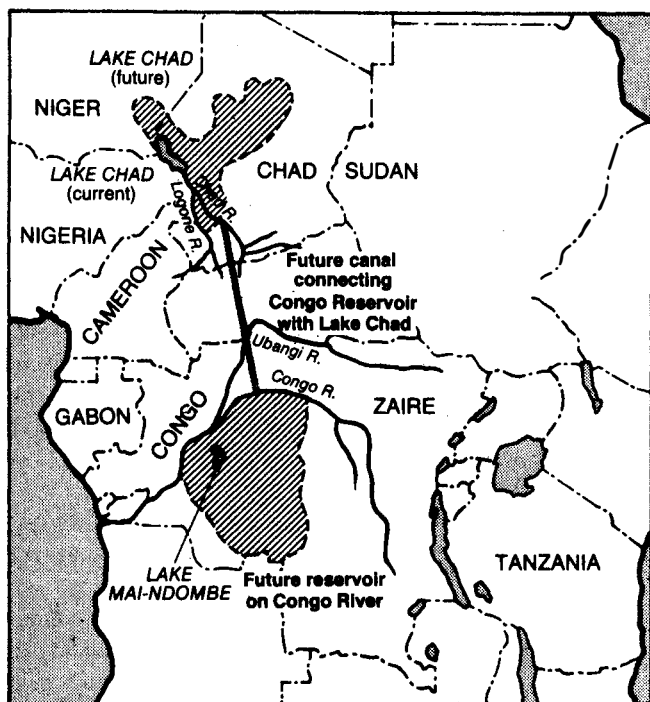 LAKE CHAD
(future)
NIGER
LAKE CHAD
(current)
CHAD
SUDAN
Chari R.
Logone R.
NIGERIA
CAMEROON
Future canal
connecting
Congo Reservoir
with Lake Chad
Ubangi R.
Congo R.
ZAIRE
GABON
CONGO
LAKE
MAI-NDOMBE
Future reservoir
on Congo River
TANZANIA